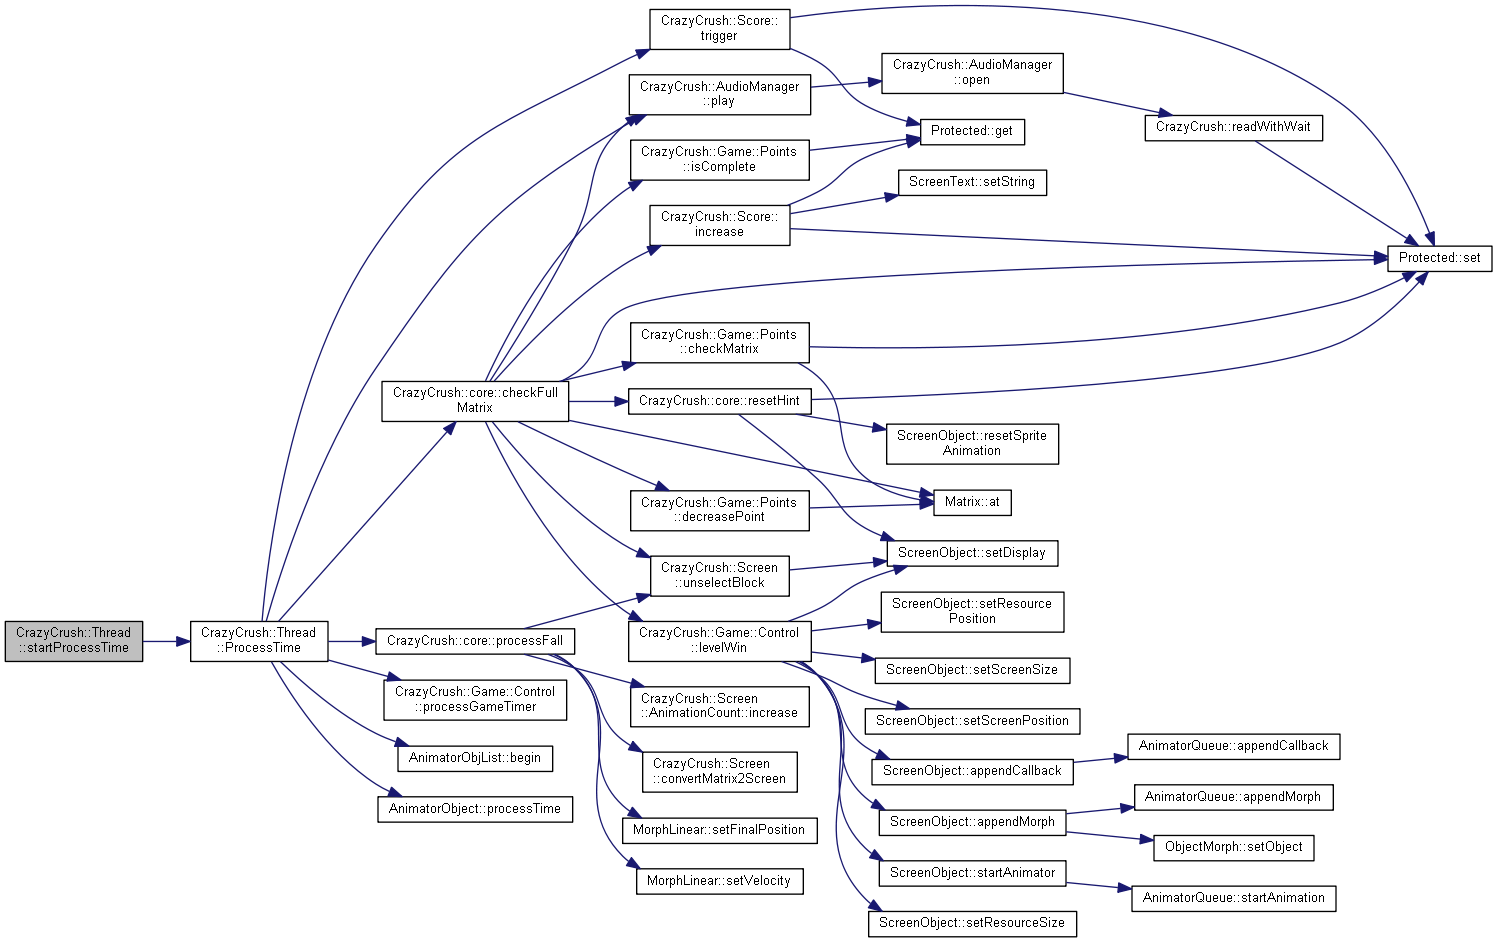 CrazyCrush::Thread
::startProcessTime
CrazyCrush::Thread
::ProcessTime
CrazyCrush::core::checkFull
Matrix
CrazyCrush::core::processFall
CrazyCrush::Game::Control
::processGameTimer
AnimatorObjList::begin
AnimatorObject::processTime
CrazyCrush::Score::
trigger
CrazyCrush::AudioManager
::play
CrazyCrush::Game::Points
::isComplete
CrazyCrush::Score::
increase
CrazyCrush::Game::Points
::checkMatrix
CrazyCrush::core::resetHint
CrazyCrush::Game::Points
::decreasePoint
CrazyCrush::Screen
::unselectBlock
CrazyCrush::Game::Control
::levelWin
CrazyCrush::Screen
::AnimationCount::increase
CrazyCrush::Screen
::convertMatrix2Screen
MorphLinear::setFinalPosition
MorphLinear::setVelocity
CrazyCrush::AudioManager
::open
Protected::get
ScreenText::setString
ScreenObject::resetSprite
Animation
Matrix::at
ScreenObject::setDisplay
ScreenObject::setResource
Position
ScreenObject::setScreenSize
ScreenObject::setScreenPosition
ScreenObject::appendCallback
ScreenObject::appendMorph
ScreenObject::startAnimator
ScreenObject::setResourceSize
CrazyCrush::readWithWait
AnimatorQueue::appendCallback
AnimatorQueue::appendMorph
ObjectMorph::setObject
AnimatorQueue::startAnimation
Protected::set